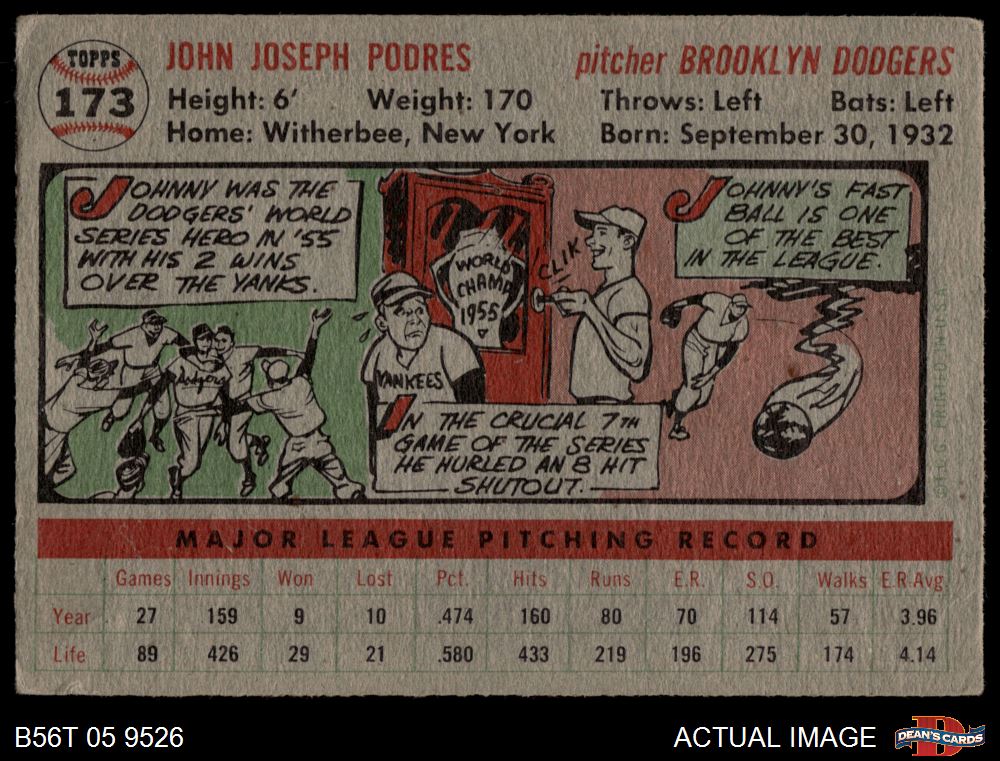 TOPPS
173
JOHN JOSEPH PODRES
pitcher BROOKLYN DODGERS
Height: 6' Weight: 170 Throws: Left Bats: Left
Home: Witherbee, New York Born: September 30, 1932
JOHNNY WAS THE
DODGERS' WORLD
SERIES HERO IN '55
WITH HIS 2 WINS
OVER THE YANKS.
Dodgers
WORLD
CHAMP
1955
CLIK
YANKEES
IN THE CRUCIAL 7TH
GAME OF THE SERIES
HE HURLED AN 8 HIT
SHUTOUT.
JOHNNY'S FAST
BALL IS ONE
OF THE BEST
IN THE LEAGUE.
©T.C.G. PRINTED IN U.S.A.
MAJOR LEAGUE PITCHING RECORD
Games Innings Won Lost Pct. Hits Runs E.R. S.O. Walks E.R.Avg
Year 27 159 9 10 .474 160 80 70 114 57 3.96
Life 89 426 29 21 .580 433 219 196 275 174 4.14
B56T 05 9526
ACTUAL IMAGE
DEAN'S CARDS